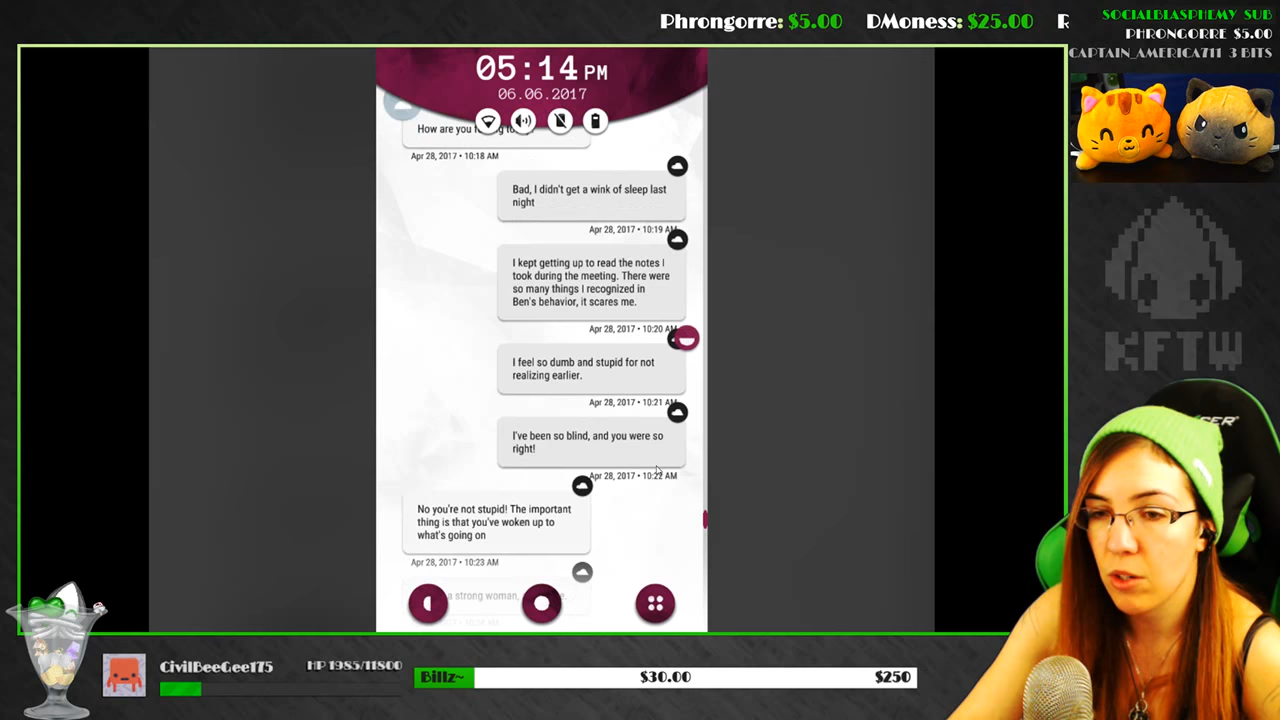 Phrongorre: $5.00 DMoness: $25.00 R
SOCIALBLASPHEMY SUB
PHRONGORRE $5.00
CAPTAIN_AMERICA711 3 BITS
05:14 PM
06.06.2017
How are you
Apr 28, 2017 • 10:18 AM
Bad, I didn't get a wink of sleep last
night
Apr 28, 2017 • 10:19 AM
I kept getting up to read the notes I
took during the meeting. There were
so many things I recognized in
Ben's behavior, it scares me.
Apr 28, 2017 • 10:20 AM
I feel so dumb and stupid for not
realizing earlier.
Apr 28, 2017 • 10:21 AM
I've been so blind, and you were so
right!
Apr 28, 2017 • 10:22 AM
No you're not stupid! The important
thing is that you've woken up to
what's going on
Apr 28, 2017 • 10:23 AM
a strong woman,
KFTW
CivilBeeGee175 HP 1985/11800
Billz~ $30.00 $250